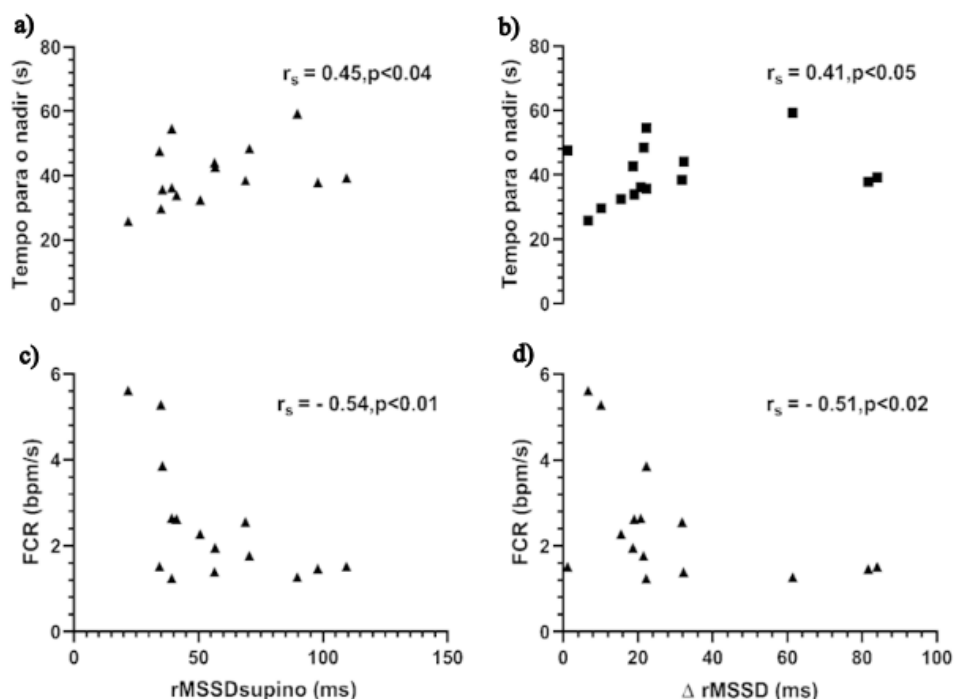 a)
Tempo para o nadir (s)
80
60
40
20
0
rs = 0.45,p<0.04
b)
Tempo para o nadir (s)
80
60
40
20
0
rs = 0.41,p<0.05
c)
FCR (bpm/s)
6
4
2
0
rs = - 0.54,p<0.01
0 50 100 150
rMSSDsupino (ms)
d)
FCR (bpm/s)
6
4
2
0
rs = - 0.51,p<0.02
0 20 40 60 80 100
Δ rMSSD (ms)